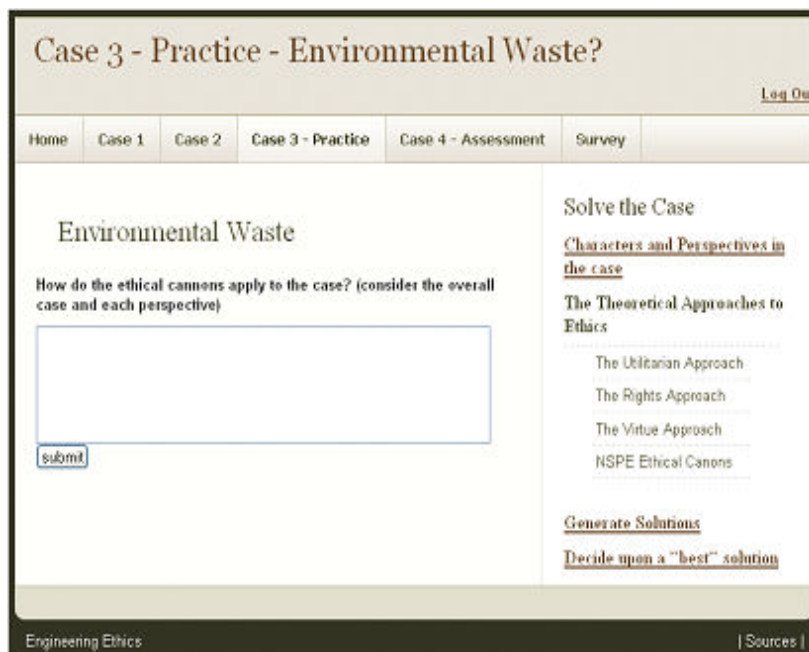 Case 3 - Practice - Environmental Waste?
Log Ou
Home Case 1 Case 2 Case 3 - Practice Case 4 - Assessment Survey
Environmental Waste
How do the ethical cannons apply to the case? (consider the overall
case and each perspective)
submit
Solve the Case
Characters and Perspectives in
the case
The Theoretical Approaches to
Ethics
The Utilitarian Approach
The Rights Approach
The Virtue Approach
NSPE Ethical Canons
Generate Solutions
Decide upon a "best" solution
Engineering Ethics
| Sources |